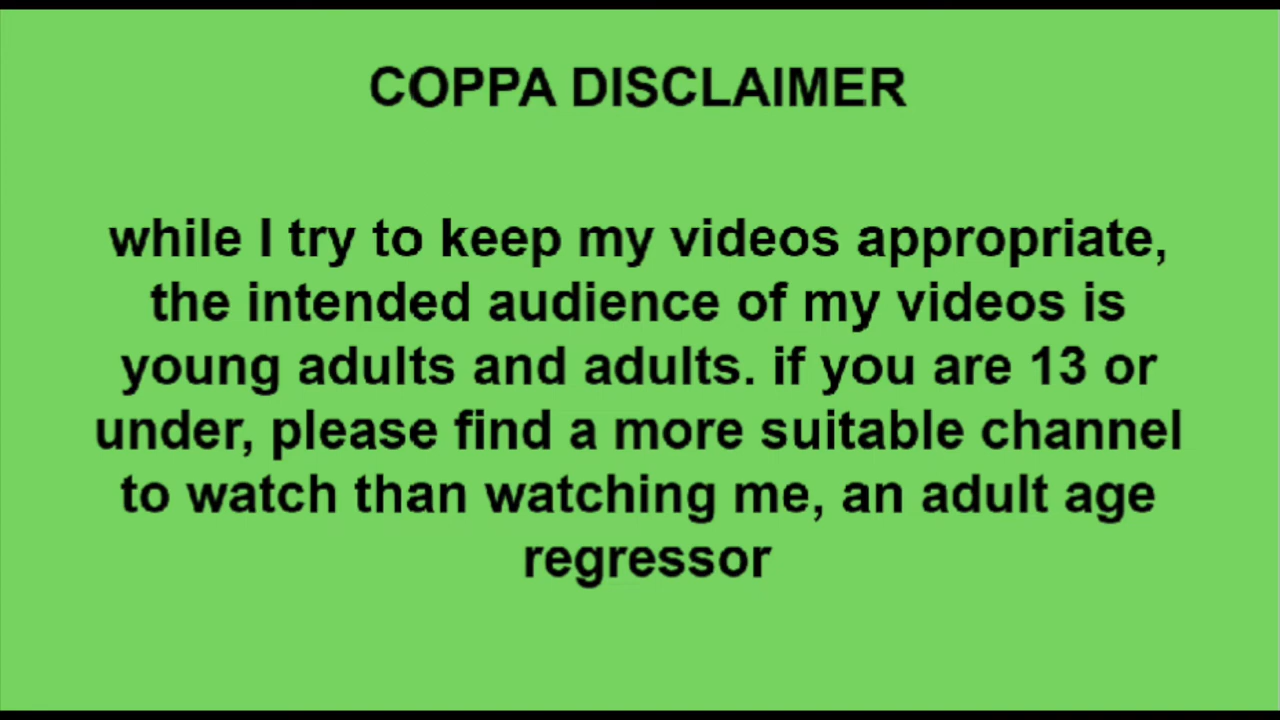 COPPA DISCLAIMER
while I try to keep my videos appropriate,
the intended audience of my videos is
young adults and adults. if you are 13 or
under, please find a more suitable channel
to watch than watching me, an adult age
regressor